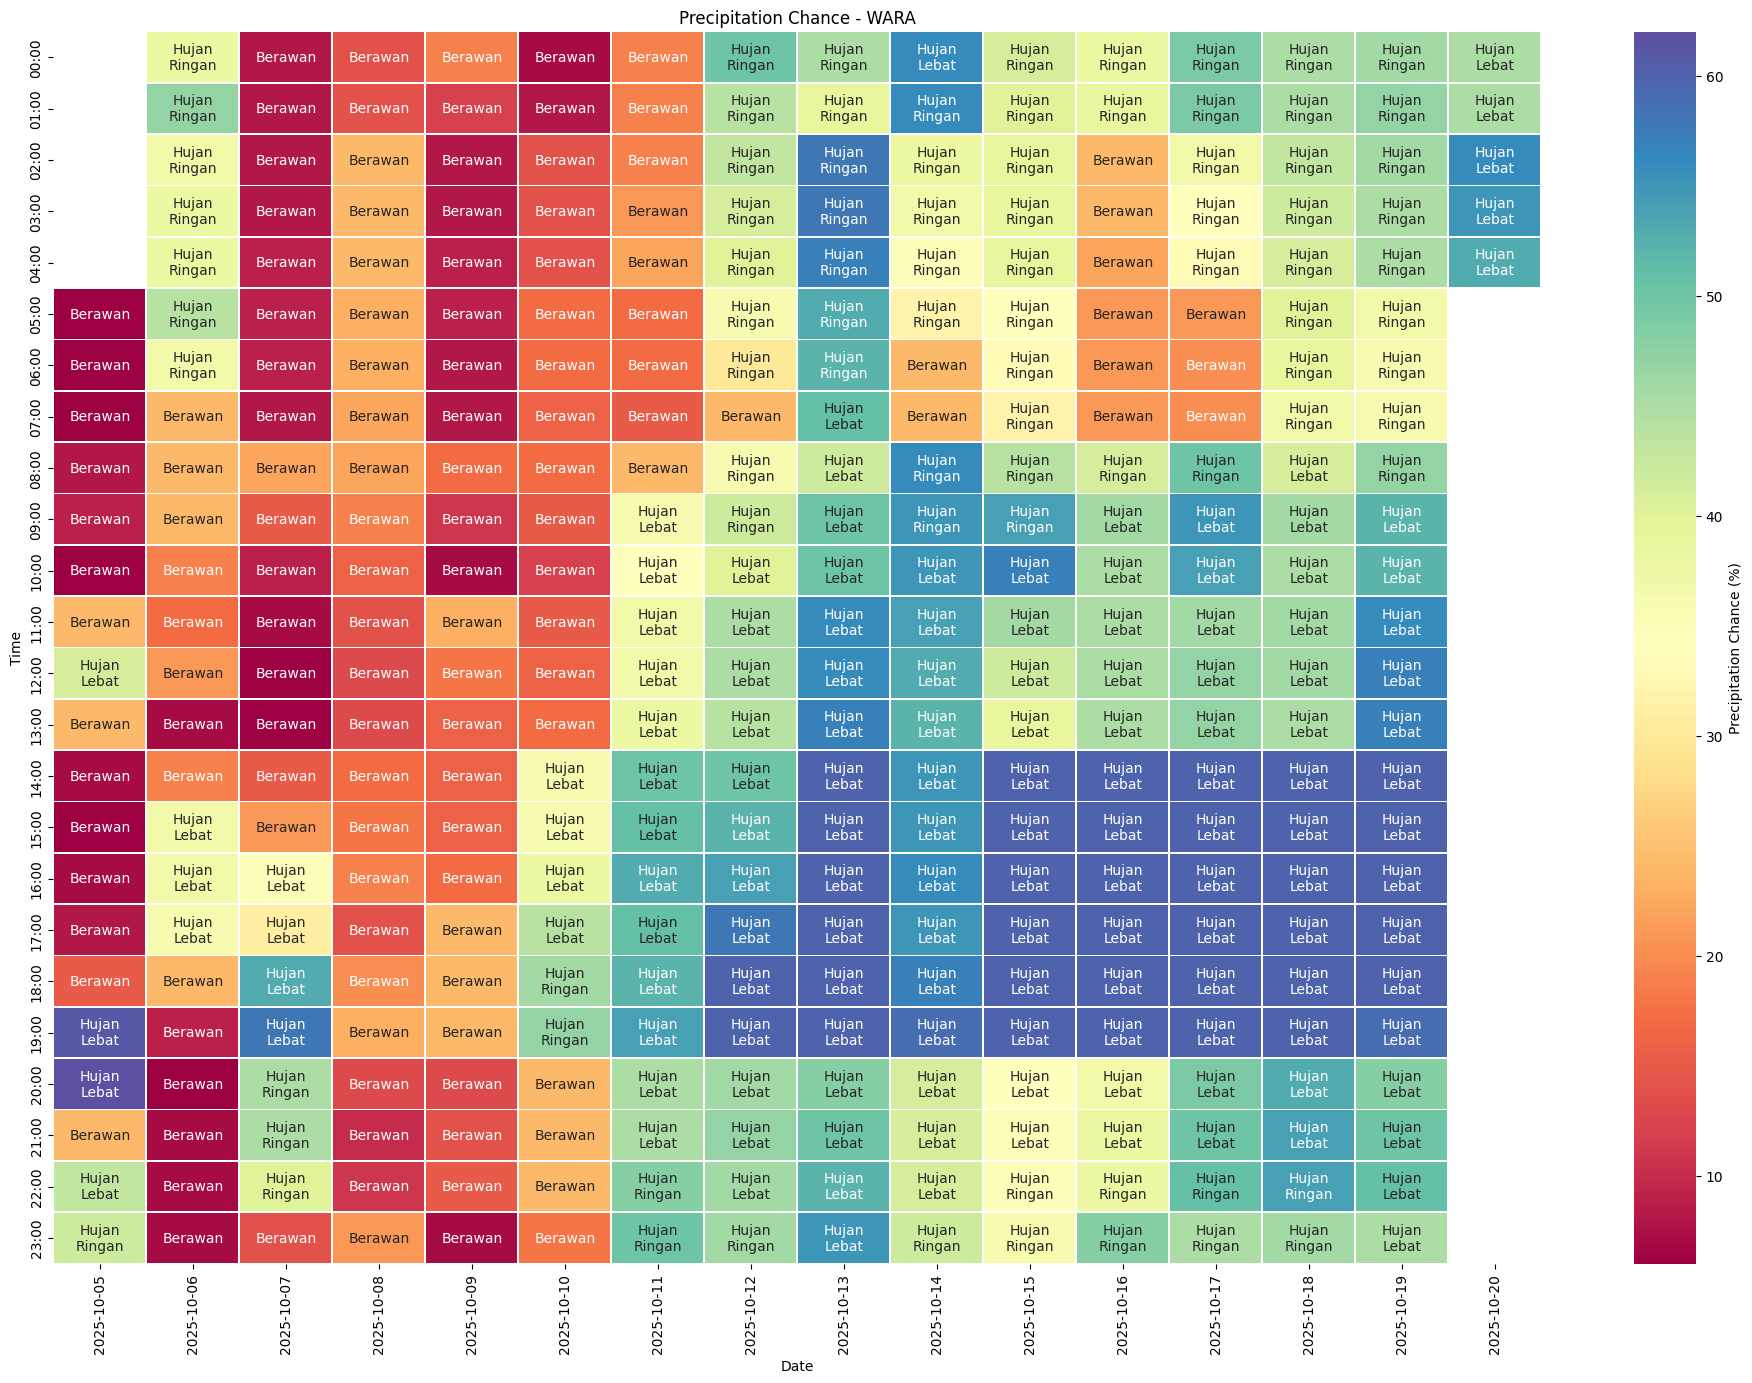 Precipitation Chance - WARA
00:00 Hujan Ringan Berawan Berawan Berawan Berawan Berawan Hujan Ringan Hujan Ringan Hujan Lebat Hujan Ringan Hujan Ringan Hujan Ringan Hujan Ringan Hujan Ringan Hujan Lebat
01:00 Hujan Ringan Berawan Berawan Berawan Berawan Berawan Hujan Ringan Hujan Ringan Hujan Ringan Hujan Ringan Hujan Ringan Hujan Ringan Hujan Ringan Hujan Ringan Hujan Lebat
02:00 Hujan Ringan Berawan Berawan Berawan Berawan Berawan Hujan Ringan Hujan Ringan Hujan Ringan Hujan Ringan Berawan Hujan Ringan Hujan Ringan Hujan Ringan Hujan Lebat
03:00 Hujan Ringan Berawan Berawan Berawan Berawan Berawan Hujan Ringan Hujan Ringan Hujan Ringan Hujan Ringan Berawan Hujan Ringan Hujan Ringan Hujan Ringan Hujan Lebat
04:00 Hujan Ringan Berawan Berawan Berawan Berawan Berawan Hujan Ringan Hujan Ringan Hujan Ringan Hujan Ringan Berawan Hujan Ringan Hujan Ringan Hujan Ringan Hujan Lebat
05:00 Berawan Hujan Ringan Berawan Berawan Berawan Berawan Berawan Hujan Ringan Hujan Ringan Hujan Ringan Hujan Ringan Berawan Berawan Hujan Ringan Hujan Ringan
06:00 Berawan Hujan Ringan Berawan Berawan Berawan Berawan Berawan Hujan Ringan Hujan Ringan Berawan Hujan Ringan Berawan Berawan Hujan Ringan Hujan Ringan
07:00 Berawan Berawan Berawan Berawan Berawan Berawan Berawan Berawan Hujan Lebat Berawan Hujan Ringan Berawan Berawan Hujan Ringan Hujan Ringan
08:00 Berawan Berawan Berawan Berawan Berawan Berawan Berawan Hujan Ringan Hujan Lebat Hujan Ringan Hujan Ringan Hujan Ringan Hujan Ringan Hujan Lebat Hujan Ringan
09:00 Berawan Berawan Berawan Berawan Berawan Berawan Hujan Lebat Hujan Ringan Hujan Lebat Hujan Ringan Hujan Ringan Hujan Lebat Hujan Lebat Hujan Lebat Hujan Lebat
10:00 Berawan Berawan Berawan Berawan Berawan Berawan Hujan Lebat Hujan Lebat Hujan Lebat Hujan Lebat Hujan Lebat Hujan Lebat Hujan Lebat Hujan Lebat Hujan Lebat
11:00 Berawan Berawan Berawan Berawan Berawan Berawan Hujan Lebat Hujan Lebat Hujan Lebat Hujan Lebat Hujan Lebat Hujan Lebat Hujan Lebat Hujan Lebat Hujan Lebat
12:00 Hujan Lebat Berawan Berawan Berawan Berawan Berawan Hujan Lebat Hujan Lebat Hujan Lebat Hujan Lebat Hujan Lebat Hujan Lebat Hujan Lebat Hujan Lebat Hujan Lebat
13:00 Berawan Berawan Berawan Berawan Berawan Berawan Hujan Lebat Hujan Lebat Hujan Lebat Hujan Lebat Hujan Lebat Hujan Lebat Hujan Lebat Hujan Lebat Hujan Lebat
14:00 Berawan Berawan Berawan Berawan Berawan Hujan Lebat Hujan Lebat Hujan Lebat Hujan Lebat Hujan Lebat Hujan Lebat Hujan Lebat Hujan Lebat Hujan Lebat Hujan Lebat
15:00 Berawan Hujan Lebat Berawan Berawan Berawan Hujan Lebat Hujan Lebat Hujan Lebat Hujan Lebat Hujan Lebat Hujan Lebat Hujan Lebat Hujan Lebat Hujan Lebat Hujan Lebat
16:00 Berawan Hujan Lebat Hujan Lebat Berawan Berawan Hujan Lebat Hujan Lebat Hujan Lebat Hujan Lebat Hujan Lebat Hujan Lebat Hujan Lebat Hujan Lebat Hujan Lebat Hujan Lebat
17:00 Berawan Hujan Lebat Hujan Lebat Berawan Berawan Hujan Lebat Hujan Lebat Hujan Lebat Hujan Lebat Hujan Lebat Hujan Lebat Hujan Lebat Hujan Lebat Hujan Lebat Hujan Lebat
18:00 Berawan Berawan Hujan Lebat Berawan Berawan Hujan Ringan Hujan Lebat Hujan Lebat Hujan Lebat Hujan Lebat Hujan Lebat Hujan Lebat Hujan Lebat Hujan Lebat Hujan Lebat
19:00 Hujan Lebat Berawan Hujan Lebat Berawan Berawan Hujan Ringan Hujan Lebat Hujan Lebat Hujan Lebat Hujan Lebat Hujan Lebat Hujan Lebat Hujan Lebat Hujan Lebat Hujan Lebat
20:00 Hujan Lebat Berawan Hujan Ringan Berawan Berawan Berawan Hujan Lebat Hujan Lebat Hujan Lebat Hujan Lebat Hujan Lebat Hujan Lebat Hujan Lebat Hujan Lebat Hujan Lebat
21:00 Berawan Berawan Hujan Ringan Berawan Berawan Berawan Hujan Lebat Hujan Lebat Hujan Lebat Hujan Lebat Hujan Lebat Hujan Lebat Hujan Lebat Hujan Lebat Hujan Lebat
22:00 Hujan Lebat Berawan Hujan Ringan Berawan Berawan Berawan Hujan Ringan Hujan Lebat Hujan Lebat Hujan Lebat Hujan Ringan Hujan Ringan Hujan Ringan Hujan Ringan Hujan Lebat
23:00 Hujan Ringan Berawan Berawan Berawan Berawan Berawan Hujan Ringan Hujan Ringan Hujan Lebat Hujan Ringan Hujan Ringan Hujan Ringan Hujan Ringan Hujan Ringan Hujan Lebat
Time
2025-10-05 2025-10-06 2025-10-07 2025-10-08 2025-10-09 2025-10-10 2025-10-11 2025-10-12 2025-10-13 2025-10-14 2025-10-15 2025-10-16 2025-10-17 2025-10-18 2025-10-19 2025-10-20
Date
60
50
40
30
20
10
Precipitation Chance (%)